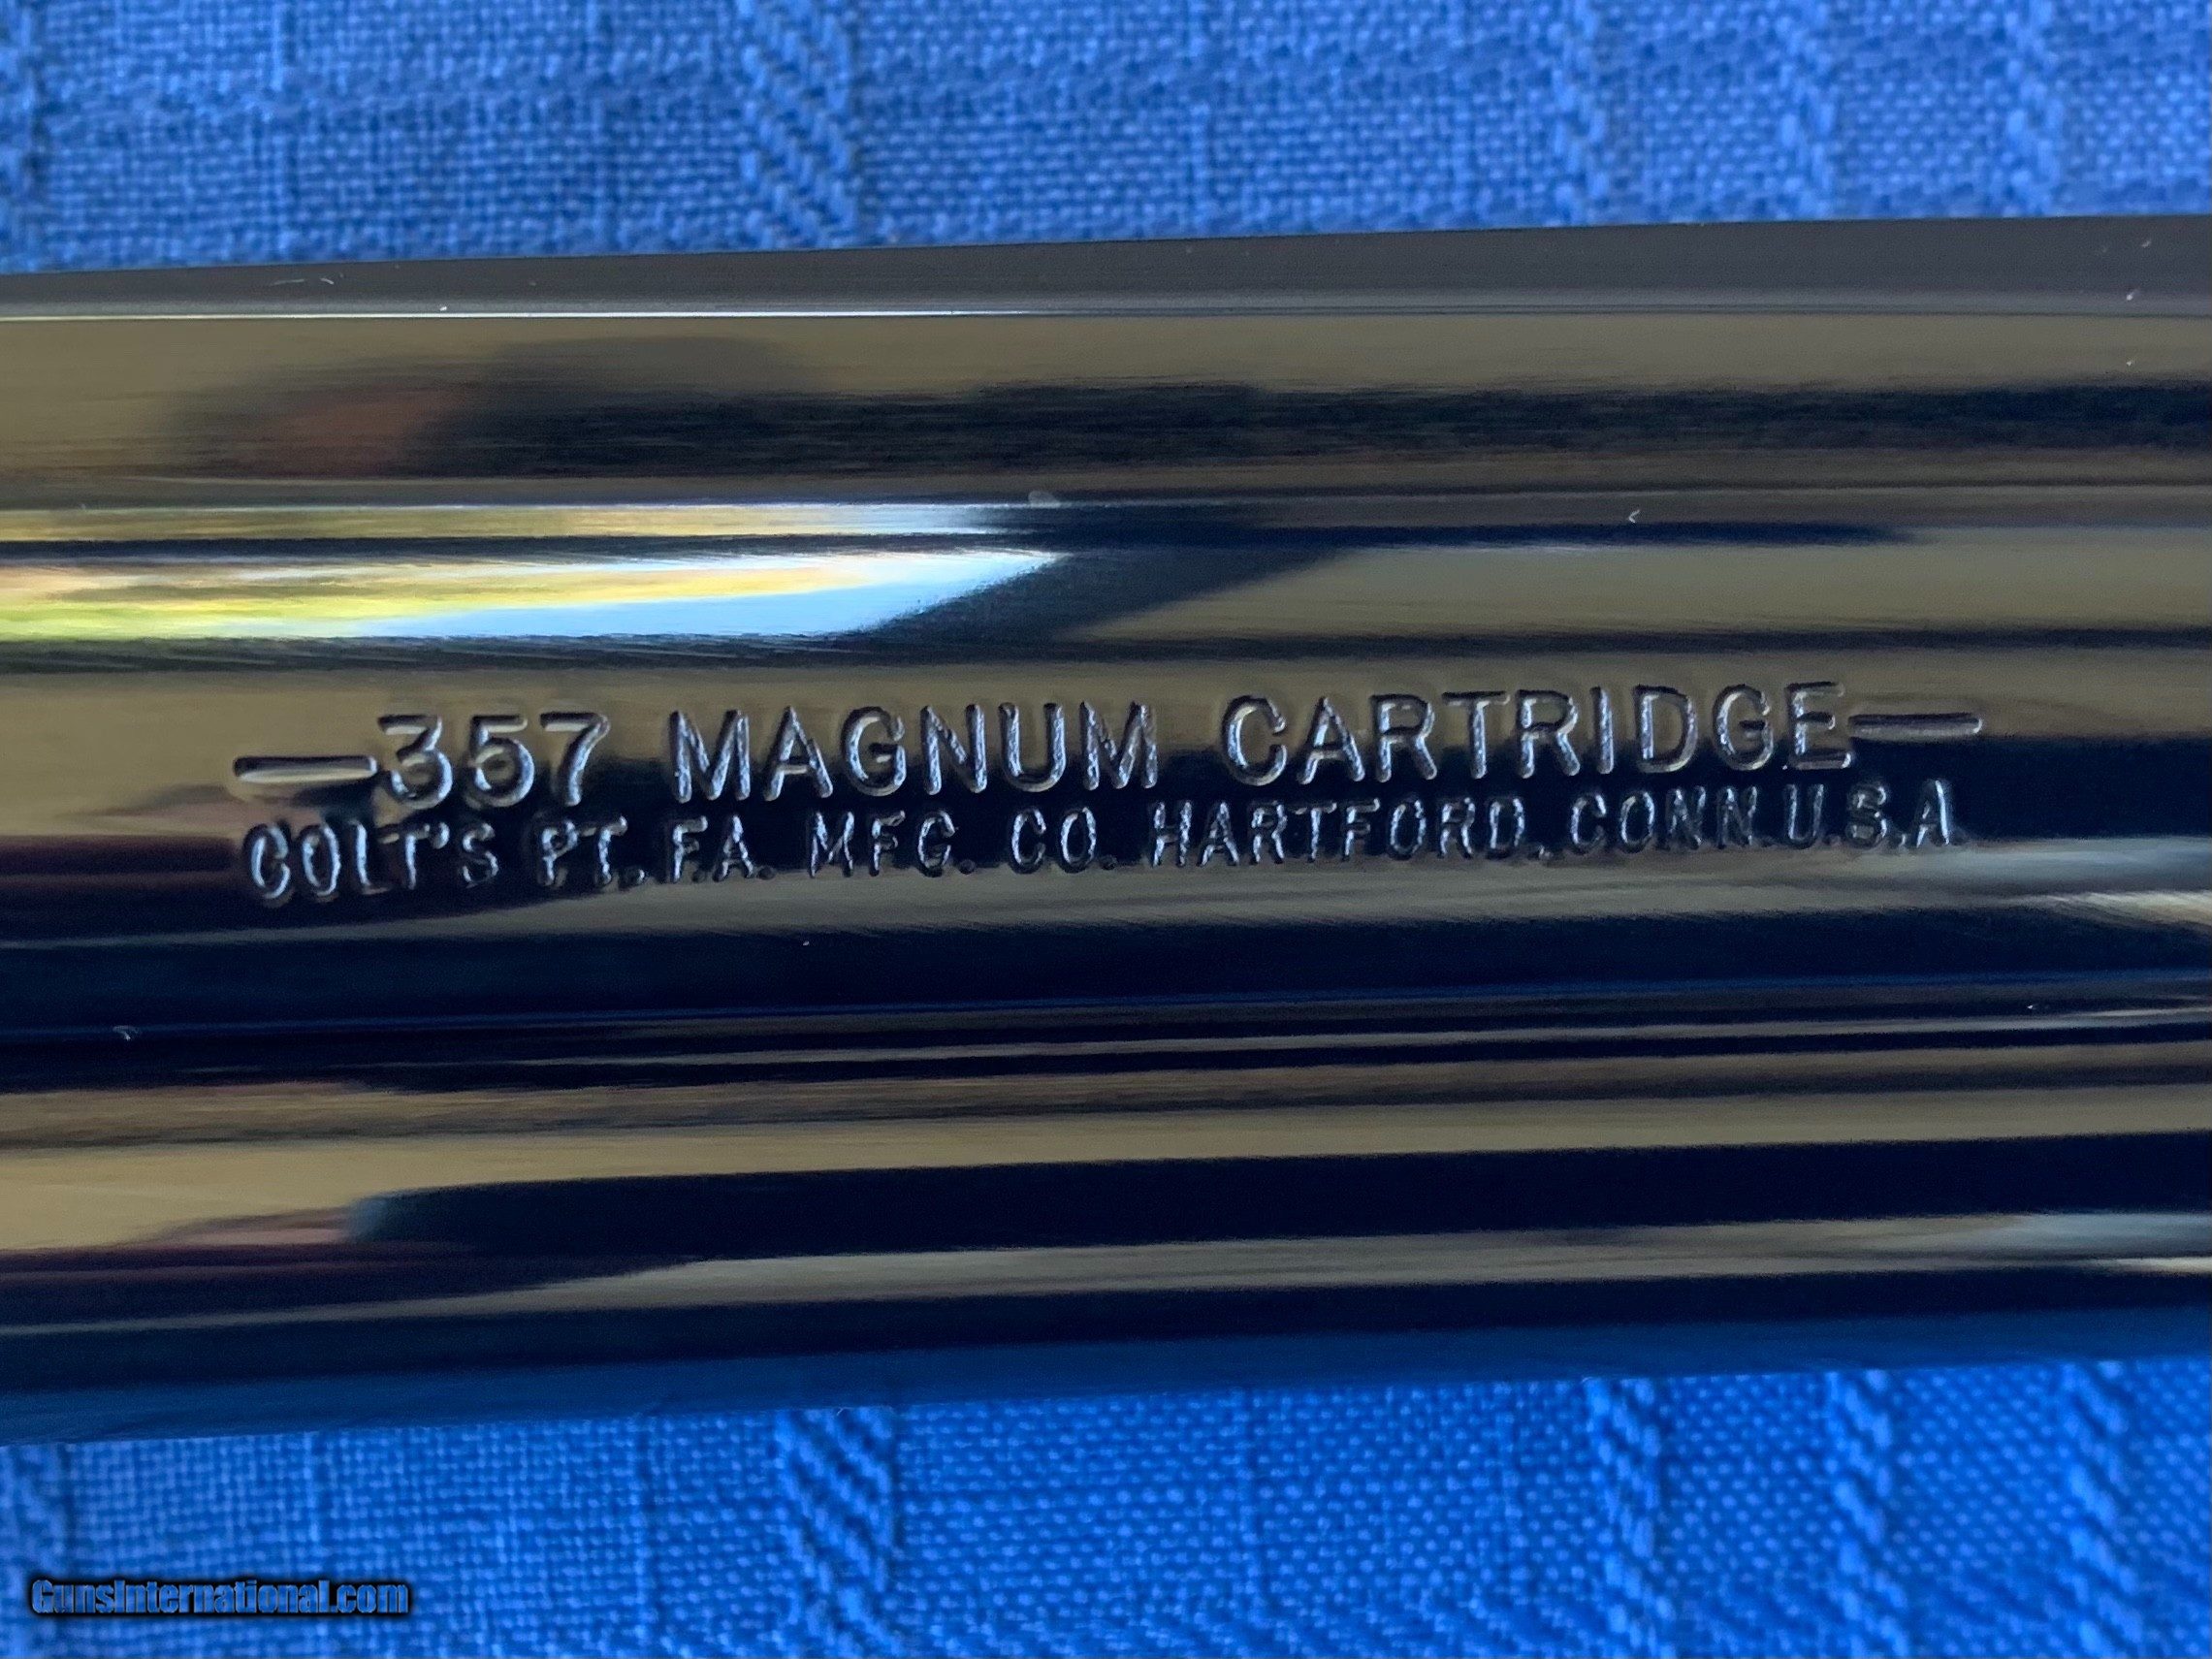 —357 MAGNUM CARTRIDGE—
COLT'S PT. F.A. MFG. CO. HARTFORD, CONN. U.S.A.
GunsInternational.com